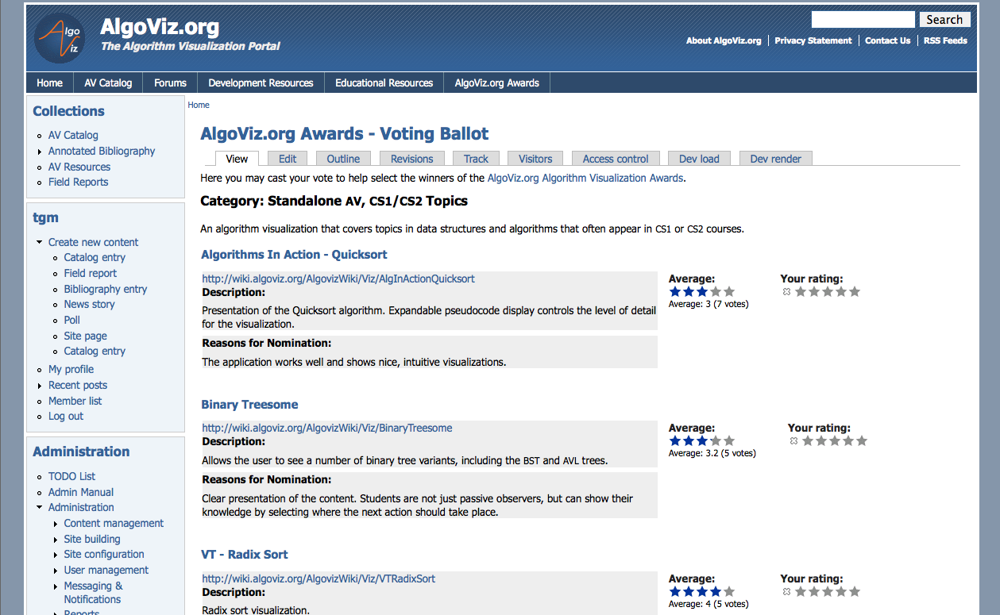 Algo
Viz
AlgoViz.org
The Algorithm Visualization Portal
Search
About AlgoViz.org
Privacy Statement
Contact Us
RSS Feeds
Home
AV Catalog
Forums
Development Resources
Educational Resources
AlgoViz.org Awards
Collections
AV Catalog
Annotated Bibliography
AV Resources
Field Reports
tgm
Create new content
Catalog entry
Field report
Bibliography entry
News story
Poll
Site page
Catalog entry
My profile
Recent posts
Member list
Log out
Administration
TODO List
Admin Manual
Administration
Content management
Site building
Site configuration
User management
Messaging &
Notifications
Reports
Home
AlgoViz.org Awards - Voting Ballot
View
Edit
Outline
Revisions
Track
Visitors
Access control
Dev load
Dev render
Here you may cast your vote to help select the winners of the AlgoViz.org Algorithm Visualization Awards.
Category: Standalone AV, CS1/CS2 Topics
An algorithm visualization that covers topics in data structures and algorithms that often appear in CS1 or CS2 courses.
Algorithms In Action - Quicksort
http://wiki.algoviz.org/AlgovizWiki/Viz/AlgInActionQuicksort
Description:
Presentation of the Quicksort algorithm. Expandable pseudocode display controls the level of detail
for the visualization.
Reasons for Nomination:
The application works well and shows nice, intuitive visualizations.
Average:
Average: 3 (7 votes)
Your rating:
Binary Treesome
http://wiki.algoviz.org/AlgovizWiki/Viz/BinaryTreesome
Description:
Allows the user to see a number of binary tree variants, including the BST and AVL trees.
Reasons for Nomination:
Clear presentation of the content. Students are not just passive observers, but can show their
knowledge by selecting where the next action should take place.
Average:
Average: 3.2 (5 votes)
Your rating:
VT - Radix Sort
http://wiki.algoviz.org/AlgovizWiki/Viz/VTRadixSort
Description:
Radix sort visualization.
Average:
Average: 4 (5 votes)
Your rating: